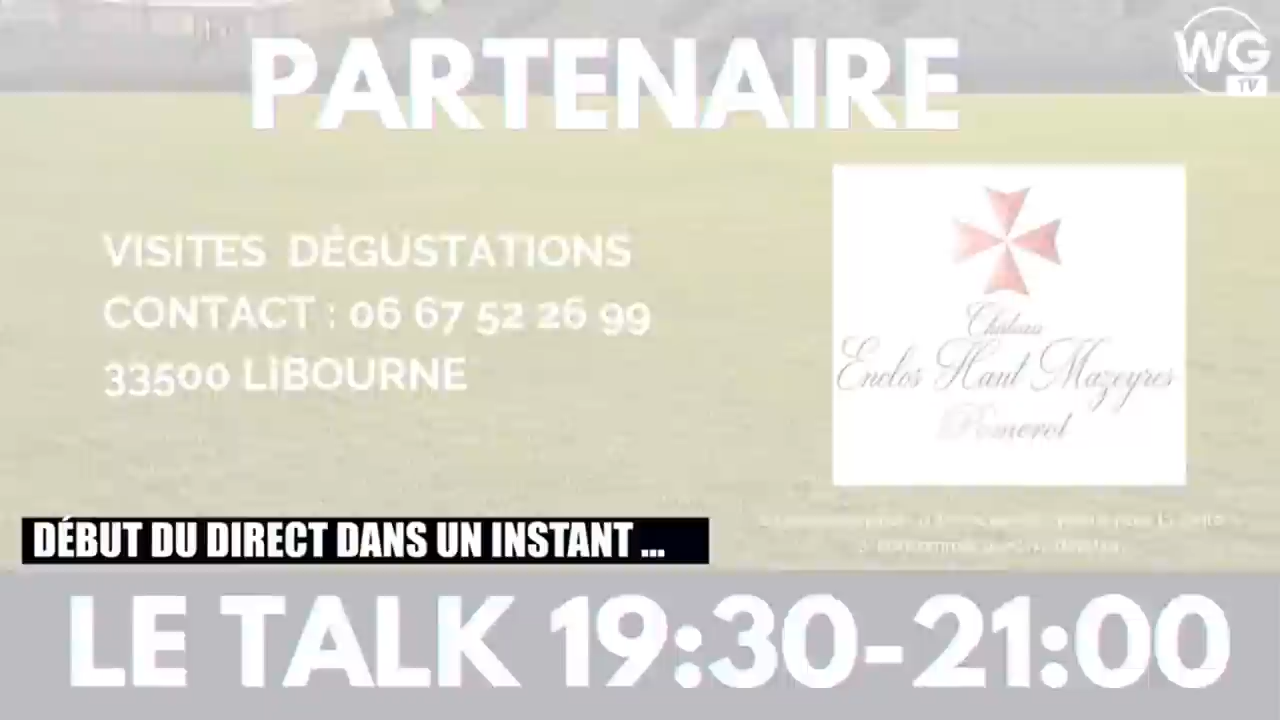 WG
TV
PARTENAIRE
VISITES DÉGUSTATIONS
CONTACT : 06 67 52 26 99
33500 LIBOURNE
Château
Enclos Haut Mazeyres
Pomerol
DÉBUT DU DIRECT DANS UN INSTANT ...
LE TALK 19:30-21:00